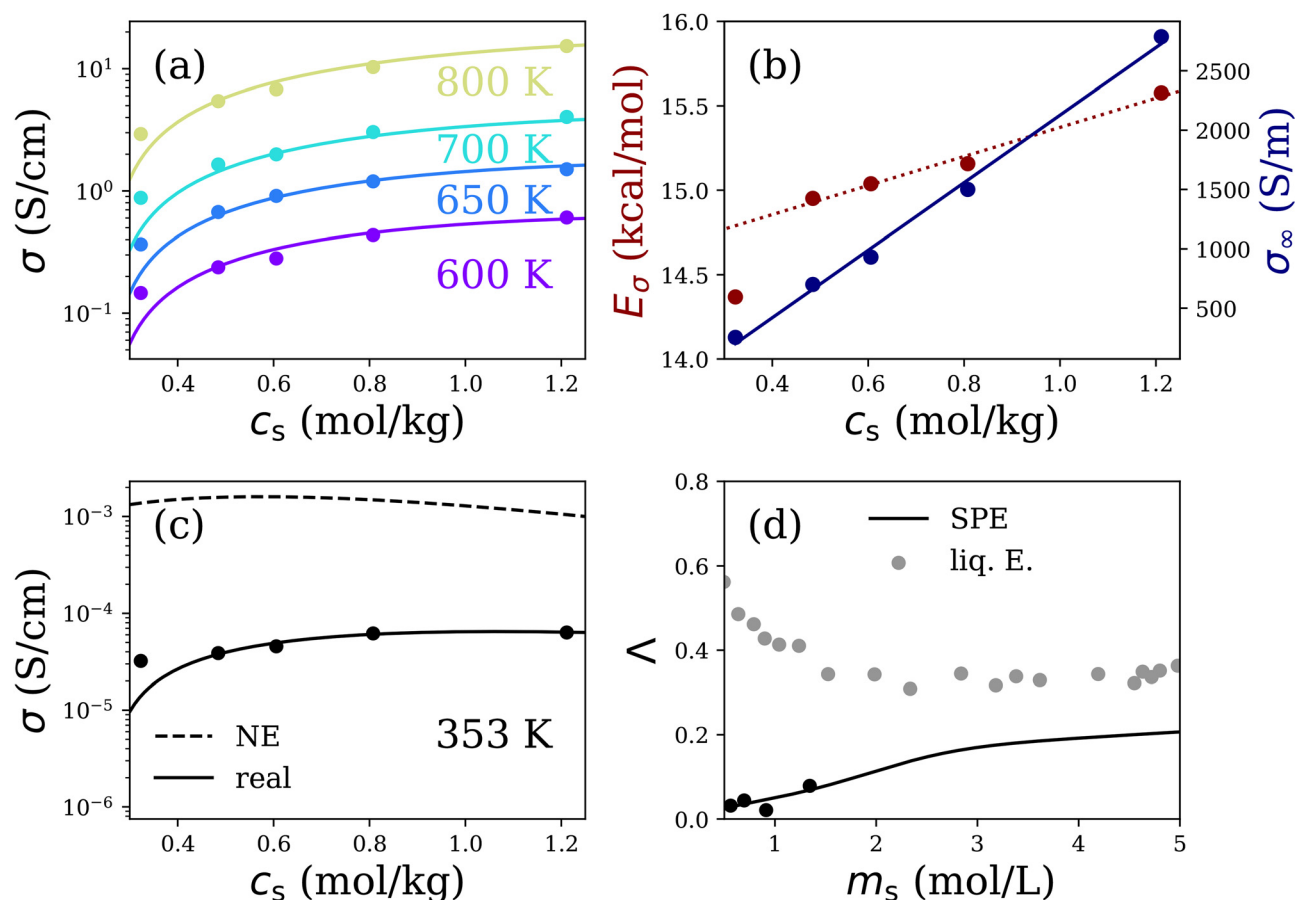 (a)
800 K
700 K
650 K
600 K
10¹
10⁰
10⁻¹
σ (S/cm)
0.4 0.6 0.8 1.0 1.2
cₛ (mol/kg)
(b)
16.0
15.5
15.0
14.5
14.0
E_σ (kcal/mol)
2500
2000
1500
1000
500
σ_∞ (S/m)
0.4 0.6 0.8 1.0 1.2
cₛ (mol/kg)
(c)
10⁻³
10⁻⁴
10⁻⁵
10⁻⁶
σ (S/cm)
NE
real
353 K
0.4 0.6 0.8 1.0 1.2
cₛ (mol/kg)
(d)
SPE
liq. E.
0.8
0.6
0.4
0.2
0.0
Λ
1 2 3 4 5
mₛ (mol/L)